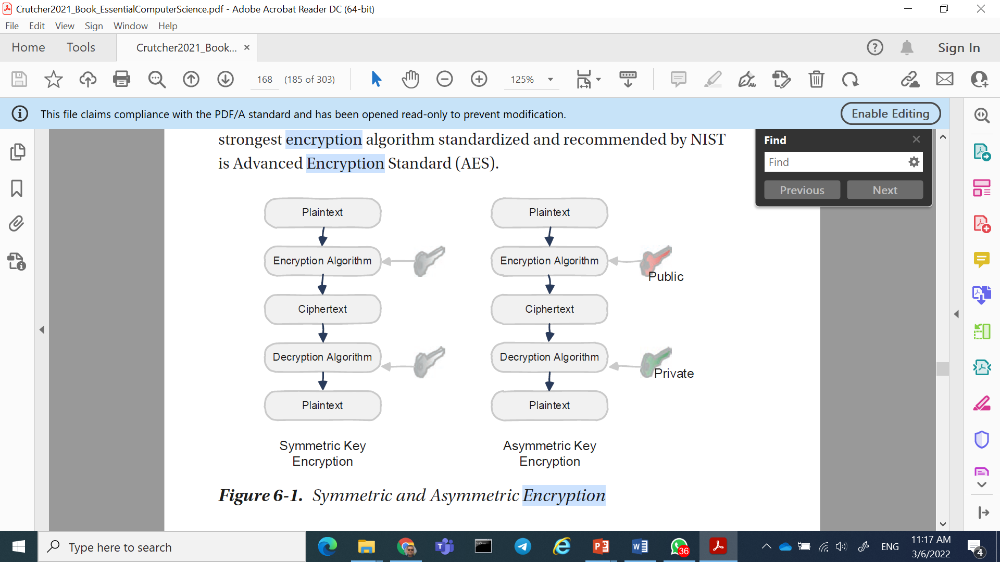 Crutcher2021_Book_EssentialComputerScience.pdf - Adobe Acrobat Reader DC (64-bit)
File Edit View Sign Window Help
Home Tools Crutcher2021_Book... × Sign In
168 (185 of 303) 125%
This file claims compliance with the PDF/A standard and has been opened read-only to prevent modification. Enable Editing
Find
Find
Previous Next
strongest encryption algorithm standardized and recommended by NIST
is Advanced Encryption Standard (AES).
Plaintext
Encryption Algorithm
Ciphertext
Decryption Algorithm
Plaintext
Symmetric Key
Encryption
Plaintext
Encryption Algorithm
Public
Ciphertext
Decryption Algorithm
Private
Plaintext
Asymmetric Key
Encryption
Figure 6-1. Symmetric and Asymmetric Encryption
Type here to search
36
ENG
11:17 AM
3/6/2022
4